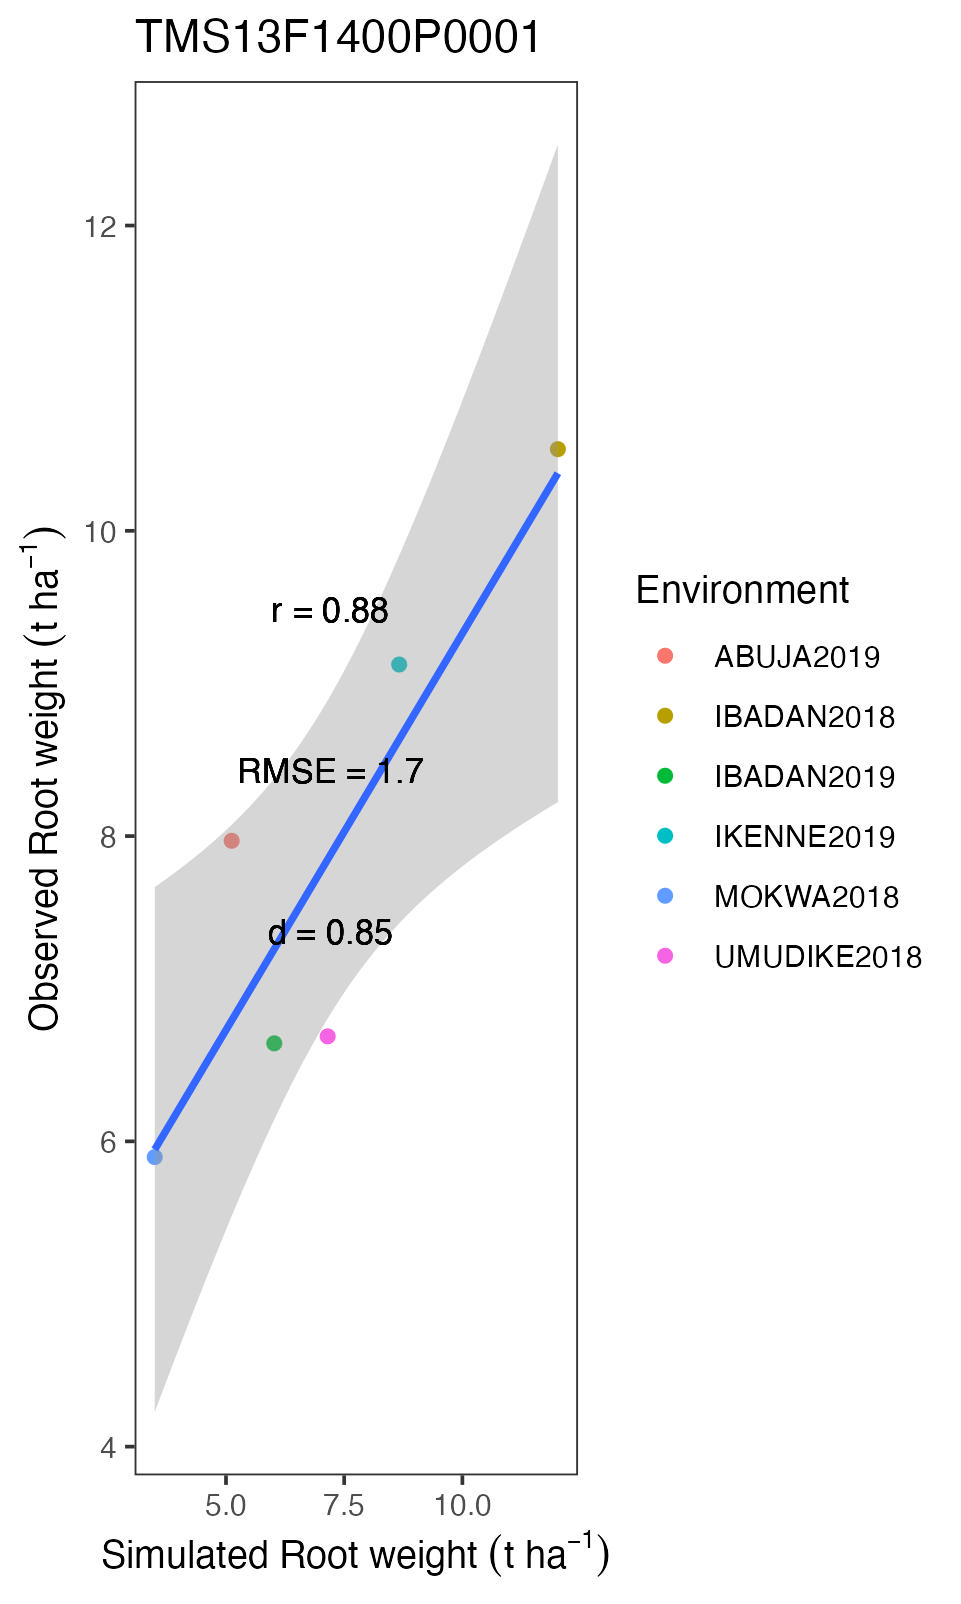 TMS13F1400P0001
12
10
8
6
4
Observed Root weight (t ha⁻¹)
r = 0.88
RMSE = 1.7
d = 0.85
5.0 7.5 10.0
Simulated Root weight (t ha⁻¹)
Environment
ABUJA2019
IBADAN2018
IBADAN2019
IKENNE2019
MOKWA2018
UMUDIKE2018